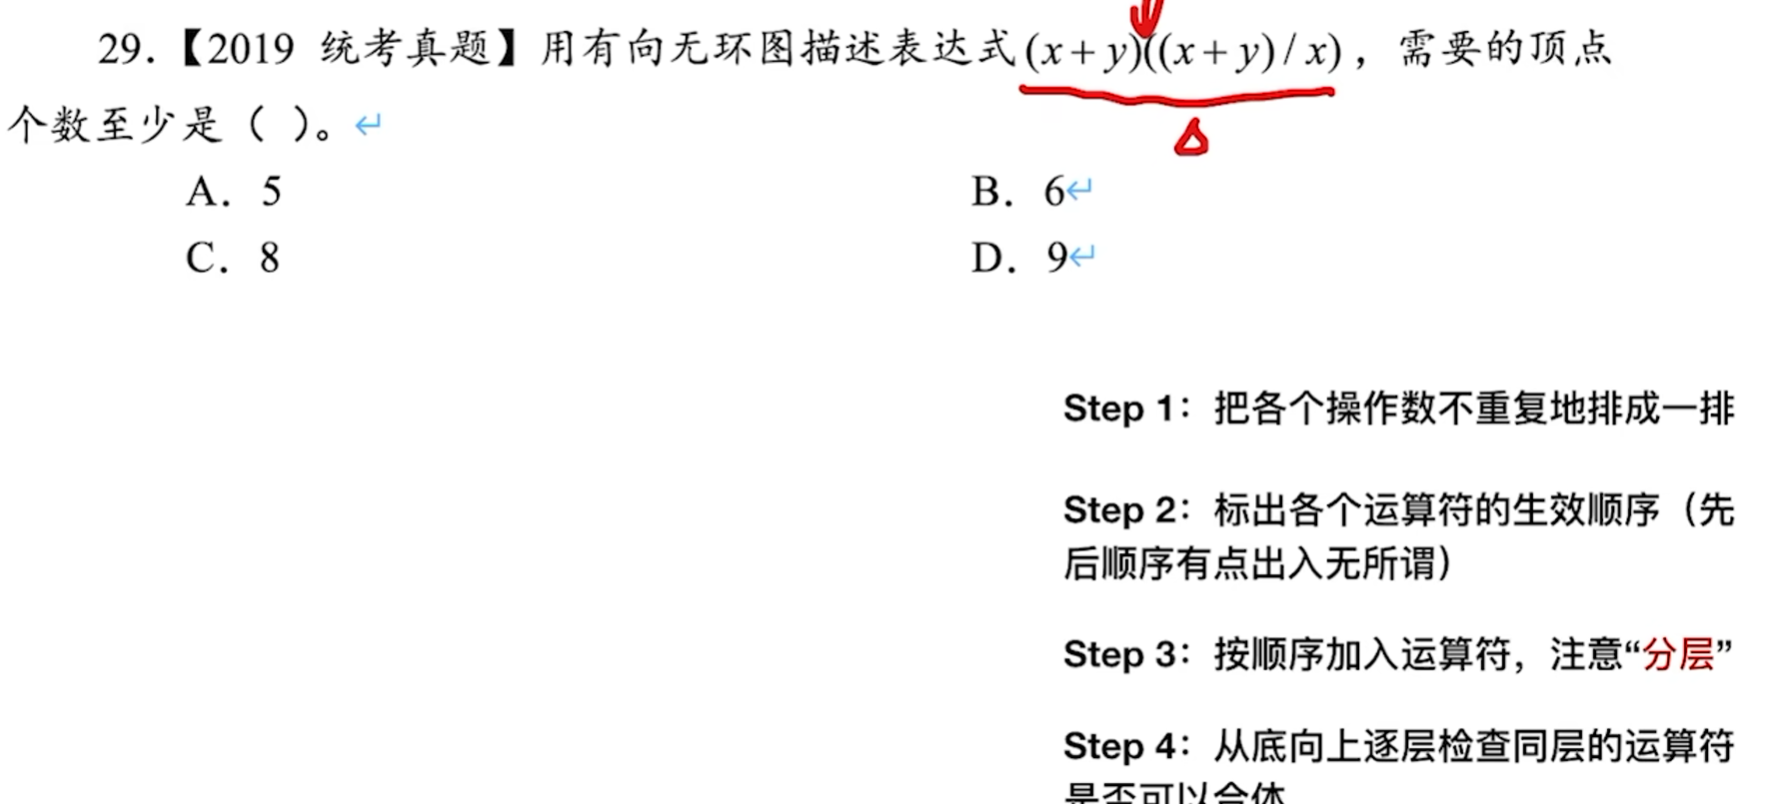 29.【2019 统考真题】用有向无环图描述表达式(x+y)((x+y)/x)，需要的顶点
个数至少是（ ）。↵
A. 5
B. 6↵
C. 8
D. 9↵
Step 1：把各个操作数不重复地排成一排
Step 2：标出各个运算符的生效顺序（先
后顺序有点出入无所谓）
Step 3：按顺序加入运算符，注意“分层”
Step 4：从底向上逐层检查同层的运算符
是否可以合体